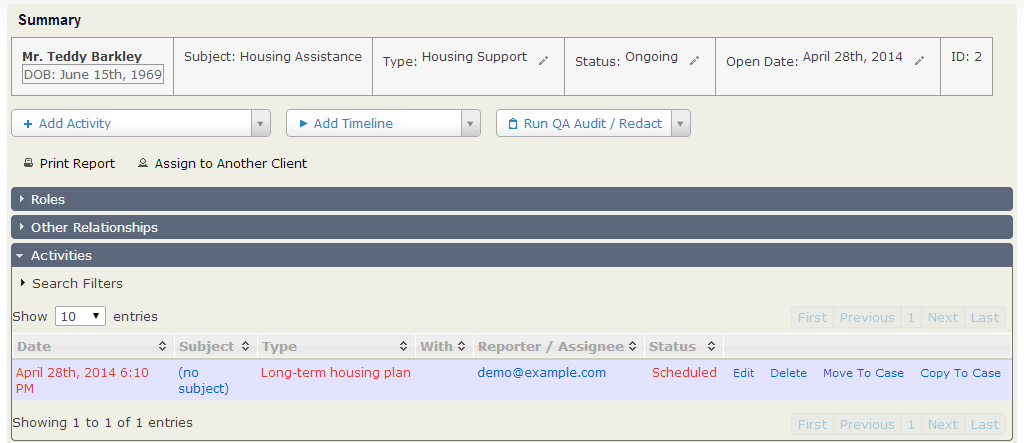 Summary
Mr. Teddy Barkley
DOB: June 15th, 1969
Subject: Housing Assistance
Type: Housing Support
Status: Ongoing
Open Date: April 28th, 2014
ID: 2
Add Activity
Add Timeline
Run QA Audit / Redact
Print Report
Assign to Another Client
Roles
Other Relationships
Activities
Search Filters
Show 10 entries
First Previous 1 Next Last
Date Subject Type With Reporter / Assignee Status
April 28th, 2014 6:10 (no Long-term housing plan demo@example.com Scheduled Edit Delete Move To Case Copy To Case
PM subject)
Showing 1 to 1 of 1 entries
First Previous 1 Next Last